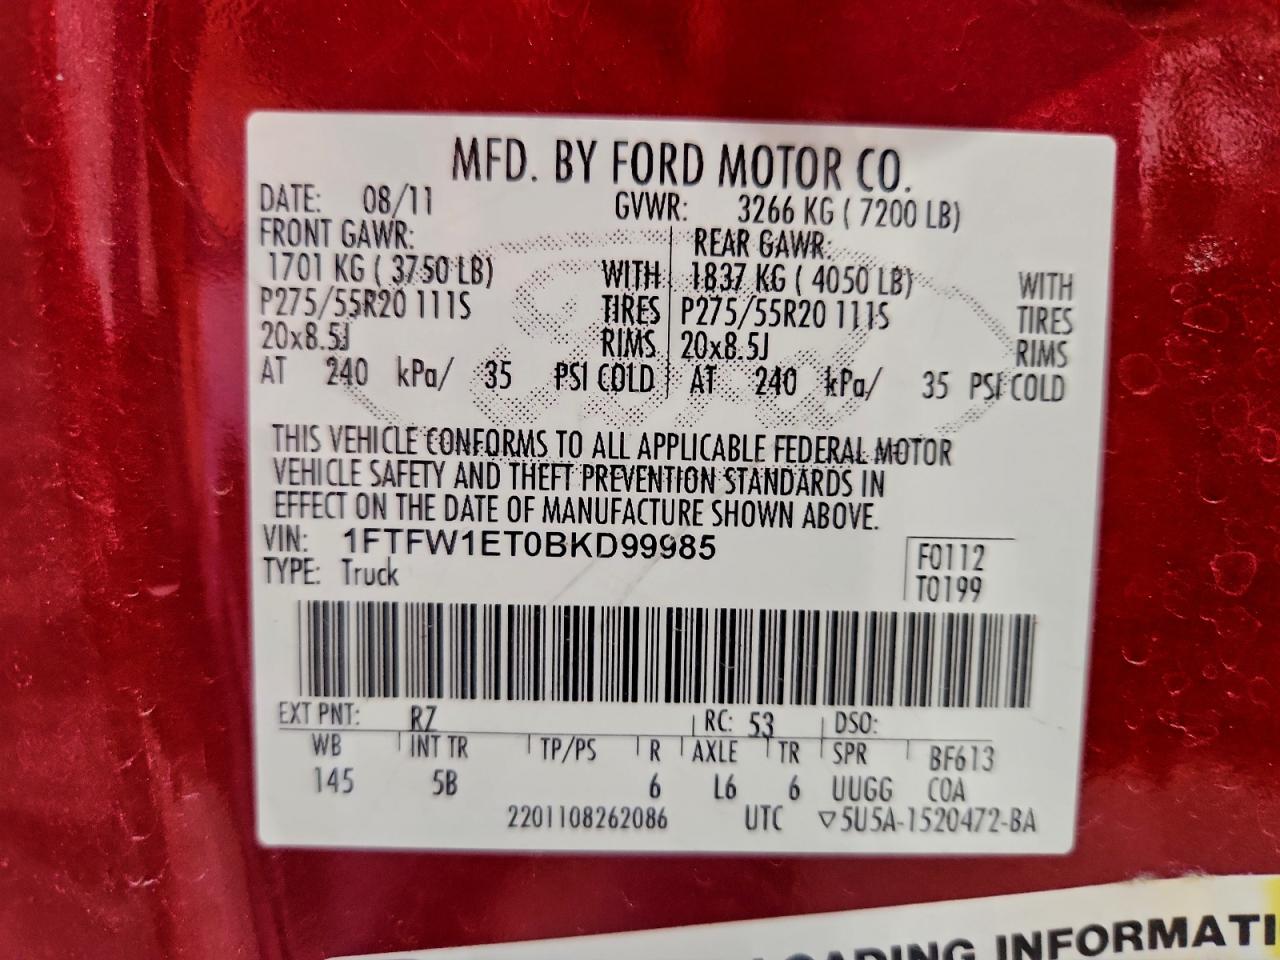 MFD. BY FORD MOTOR CO.
DATE: 08/11 GVWR: 3266 KG ( 7200 LB)
FRONT GAWR: REAR GAWR:
1701 KG ( 3750 LB) WITH 1837 KG ( 4050 LB) WITH
P275/55R20 111S TIRES P275/55R20 111S TIRES
20x8.5J RIMS 20x8.5J RIMS
AT 240 kPa/ 35 PSI COLD AT 240 kPa/ 35 PSI COLD
THIS VEHICLE CONFORMS TO ALL APPLICABLE FEDERAL MOTOR
VEHICLE SAFETY AND THEFT PREVENTION STANDARDS IN
EFFECT ON THE DATE OF MANUFACTURE SHOWN ABOVE.
VIN: 1FTFW1ET0BKD99985 F0112
TYPE: Truck T0199
EXT PNT: RZ RC: 53 DSO:
WB INT TR TP/PS R AXLE TR SPR BF613
145 5B 6 L6 6 UUGG COA
2201108262086 UTC ▽5U5A-1520472-BA
INFORMATI